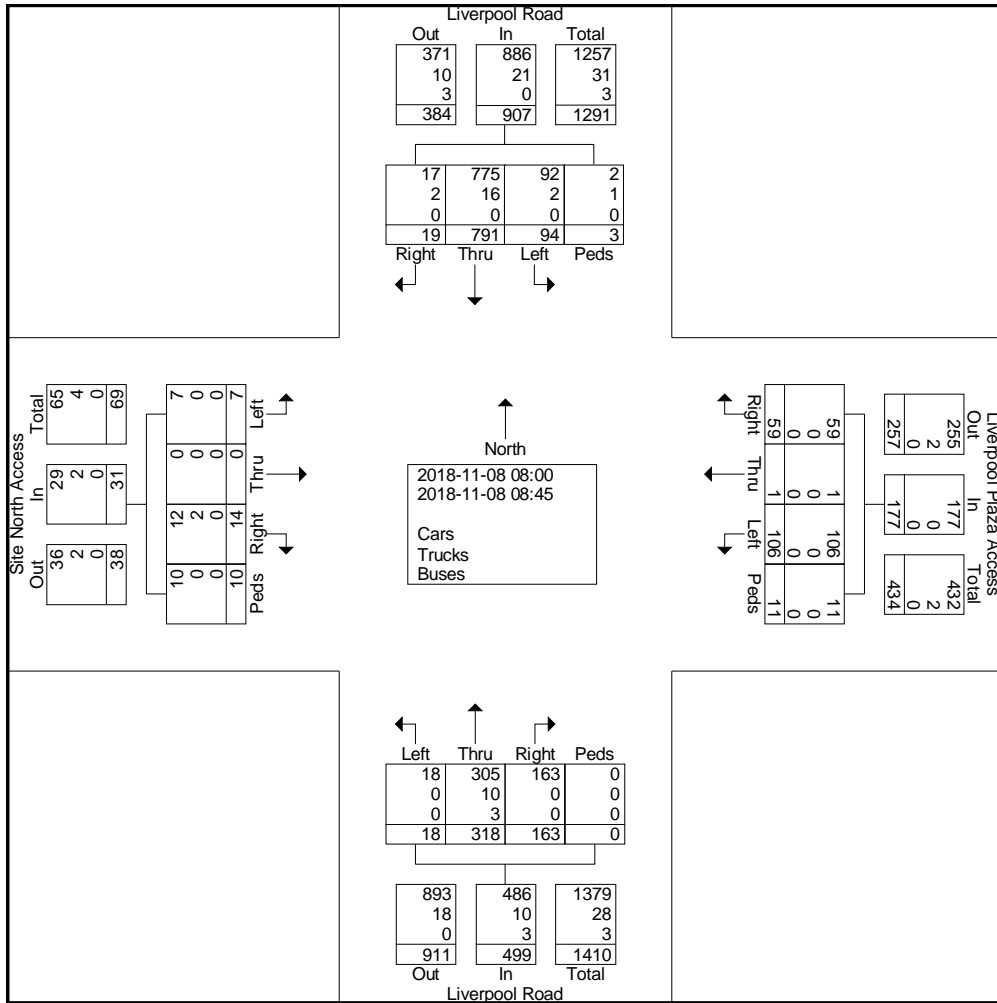 Liverpool Road
Out In Total
371 886 1257
10 21 31
3 0 3
384 907 1291
17 775 92 2
2 16 2 1
0 0 0 0
19 791 94 3
Right Thru Left Peds
Site North Access
Total In Out
65 29 36
4 2 2
0 0 0
69 31 38
7 0 12 10
0 0 2 0
0 0 0 0
7 0 14 10
Left Thru Right Peds
North
2018-11-08 08:00
2018-11-08 08:45
Cars
Trucks
Buses
Right Thru Left Peds
59 1 106 11
0 0 0 0
0 0 0 0
59 1 106 11
Liverpool Plaza Access
Out In Total
255 177 432
2 0 2
0 0 0
257 177 434
Left Thru Right Peds
18 305 163 0
0 10 0 0
0 3 0 0
18 318 163 0
893 486 1379
18 10 28
0 3 3
911 499 1410
Out In Total
Liverpool Road